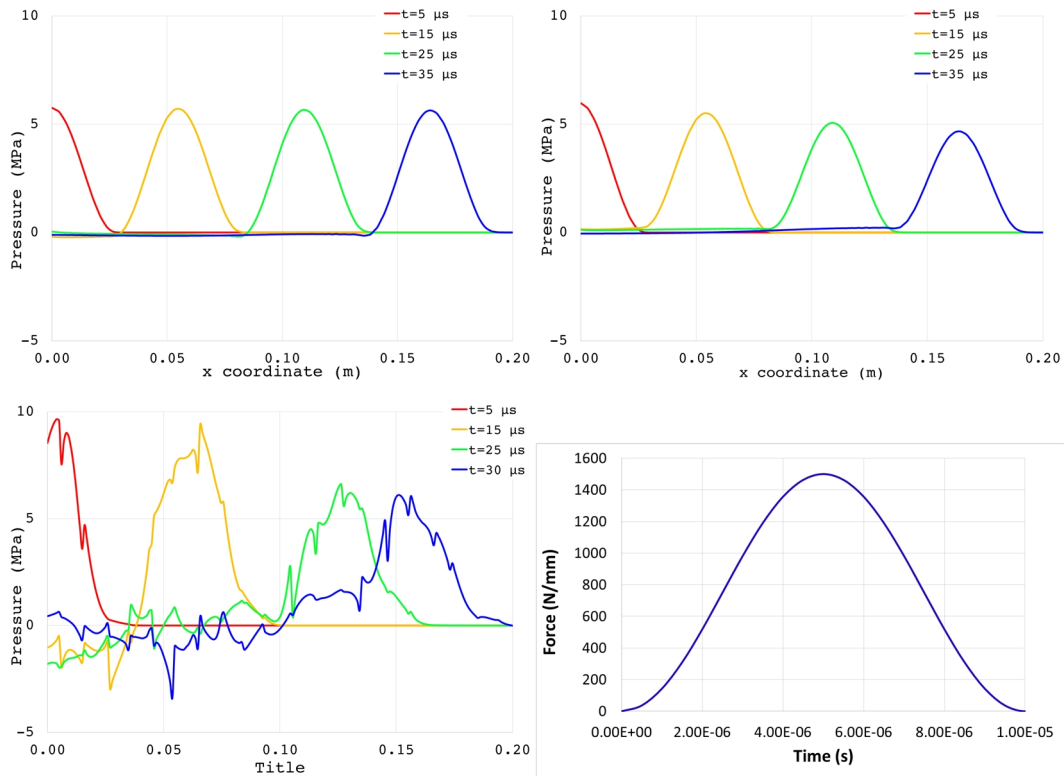 10
5
0
−5
Pressure (MPa)
t=5 μs
t=15 μs
t=25 μs
t=35 μs
0.00 0.05 0.10 0.15 0.20
x coordinate (m)
10
5
0
−5
Pressure (MPa)
t=5 μs
t=15 μs
t=25 μs
t=35 μs
0.00 0.05 0.10 0.15 0.20
x coordinate (m)
10
5
0
−5
Pressure (MPa)
t=5 μs
t=15 μs
t=25 μs
t=30 μs
0.00 0.05 0.10 0.15 0.20
Title
1600
1400
1200
1000
800
600
400
200
0
Force (N/mm)
0.00E+00 2.00E-06 4.00E-06 6.00E-06 8.00E-06 1.00E-05
Time (s)